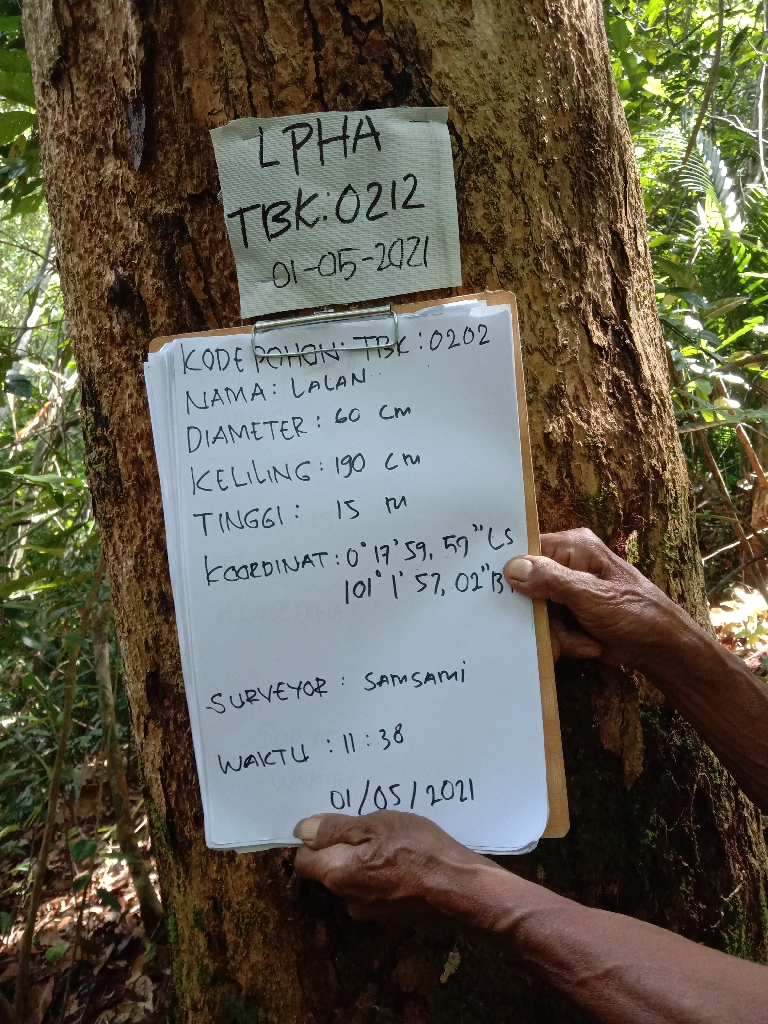 LPHA
TBK: 0212
01-05-2021
KODE POHON: TBK : 0202
NAMA : LALAN
DIAMETER : 60 cm
KELILING : 190 cm
TINGGI : 15 m
KOORDINAT : 0° 17' 59, 59" LS
101° 1' 57, 02" B
SURVEYOR : SAMSAMI
WAKTU : 11 : 38
01/05/2021